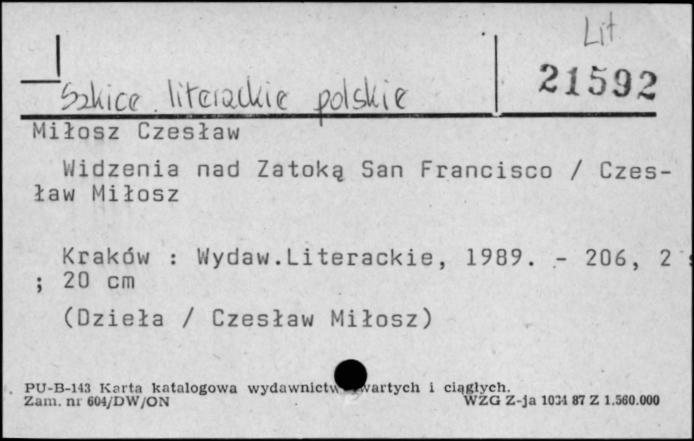 Lit
21592
Szkice literackie polskie
Miłosz Czesław
Widzenia nad Zatoką San Francisco / Czes-
ław Miłosz
Kraków : Wydaw.Literackie, 1989. - 206, 2 s
; 20 cm
(Dzieła / Czesław Miłosz)
PU-B-143 Karta katalogowa wydawnictw wartych i ciągłych.
Zam. nr 604/DW/ON WZG Z-ja 1034 87 Z 1.560.000